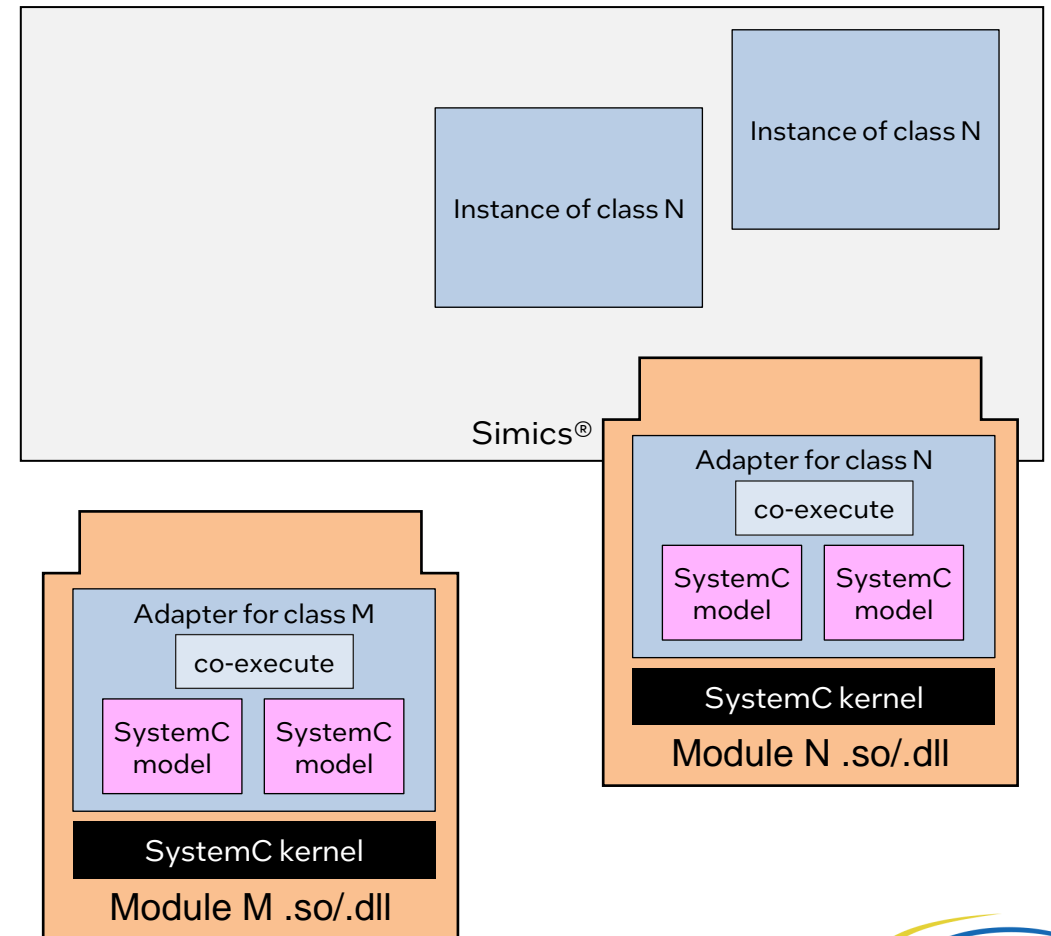 Instance of class N
Instance of class N
Simics®
Adapter for class N
co-execute
SystemC
model
SystemC
model
SystemC kernel
Module N .so/.dll
Adapter for class M
co-execute
SystemC
model
SystemC
model
SystemC kernel
Module M .so/.dll